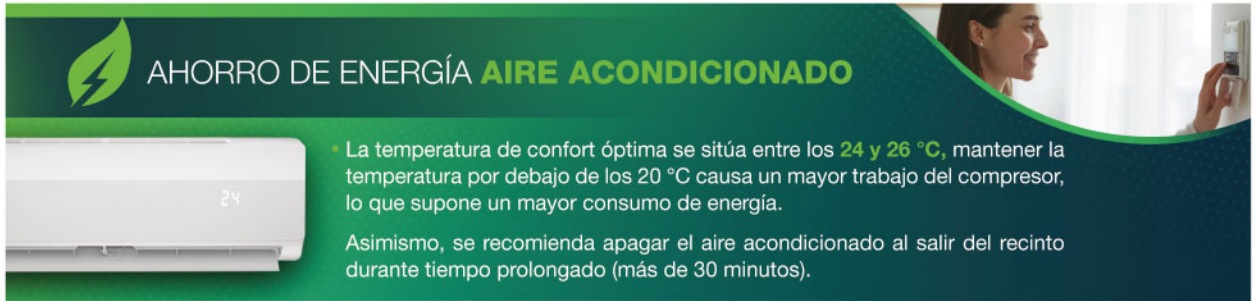 AHORRO DE ENERGÍA AIRE ACONDICIONADO
• La temperatura de confort óptima se sitúa entre los 24 y 26 °C, mantener la
temperatura por debajo de los 20 °C causa un mayor trabajo del compresor,
lo que supone un mayor consumo de energía.
24
Asimismo, se recomienda apagar el aire acondicionado al salir del recinto
durante tiempo prolongado (más de 30 minutos).